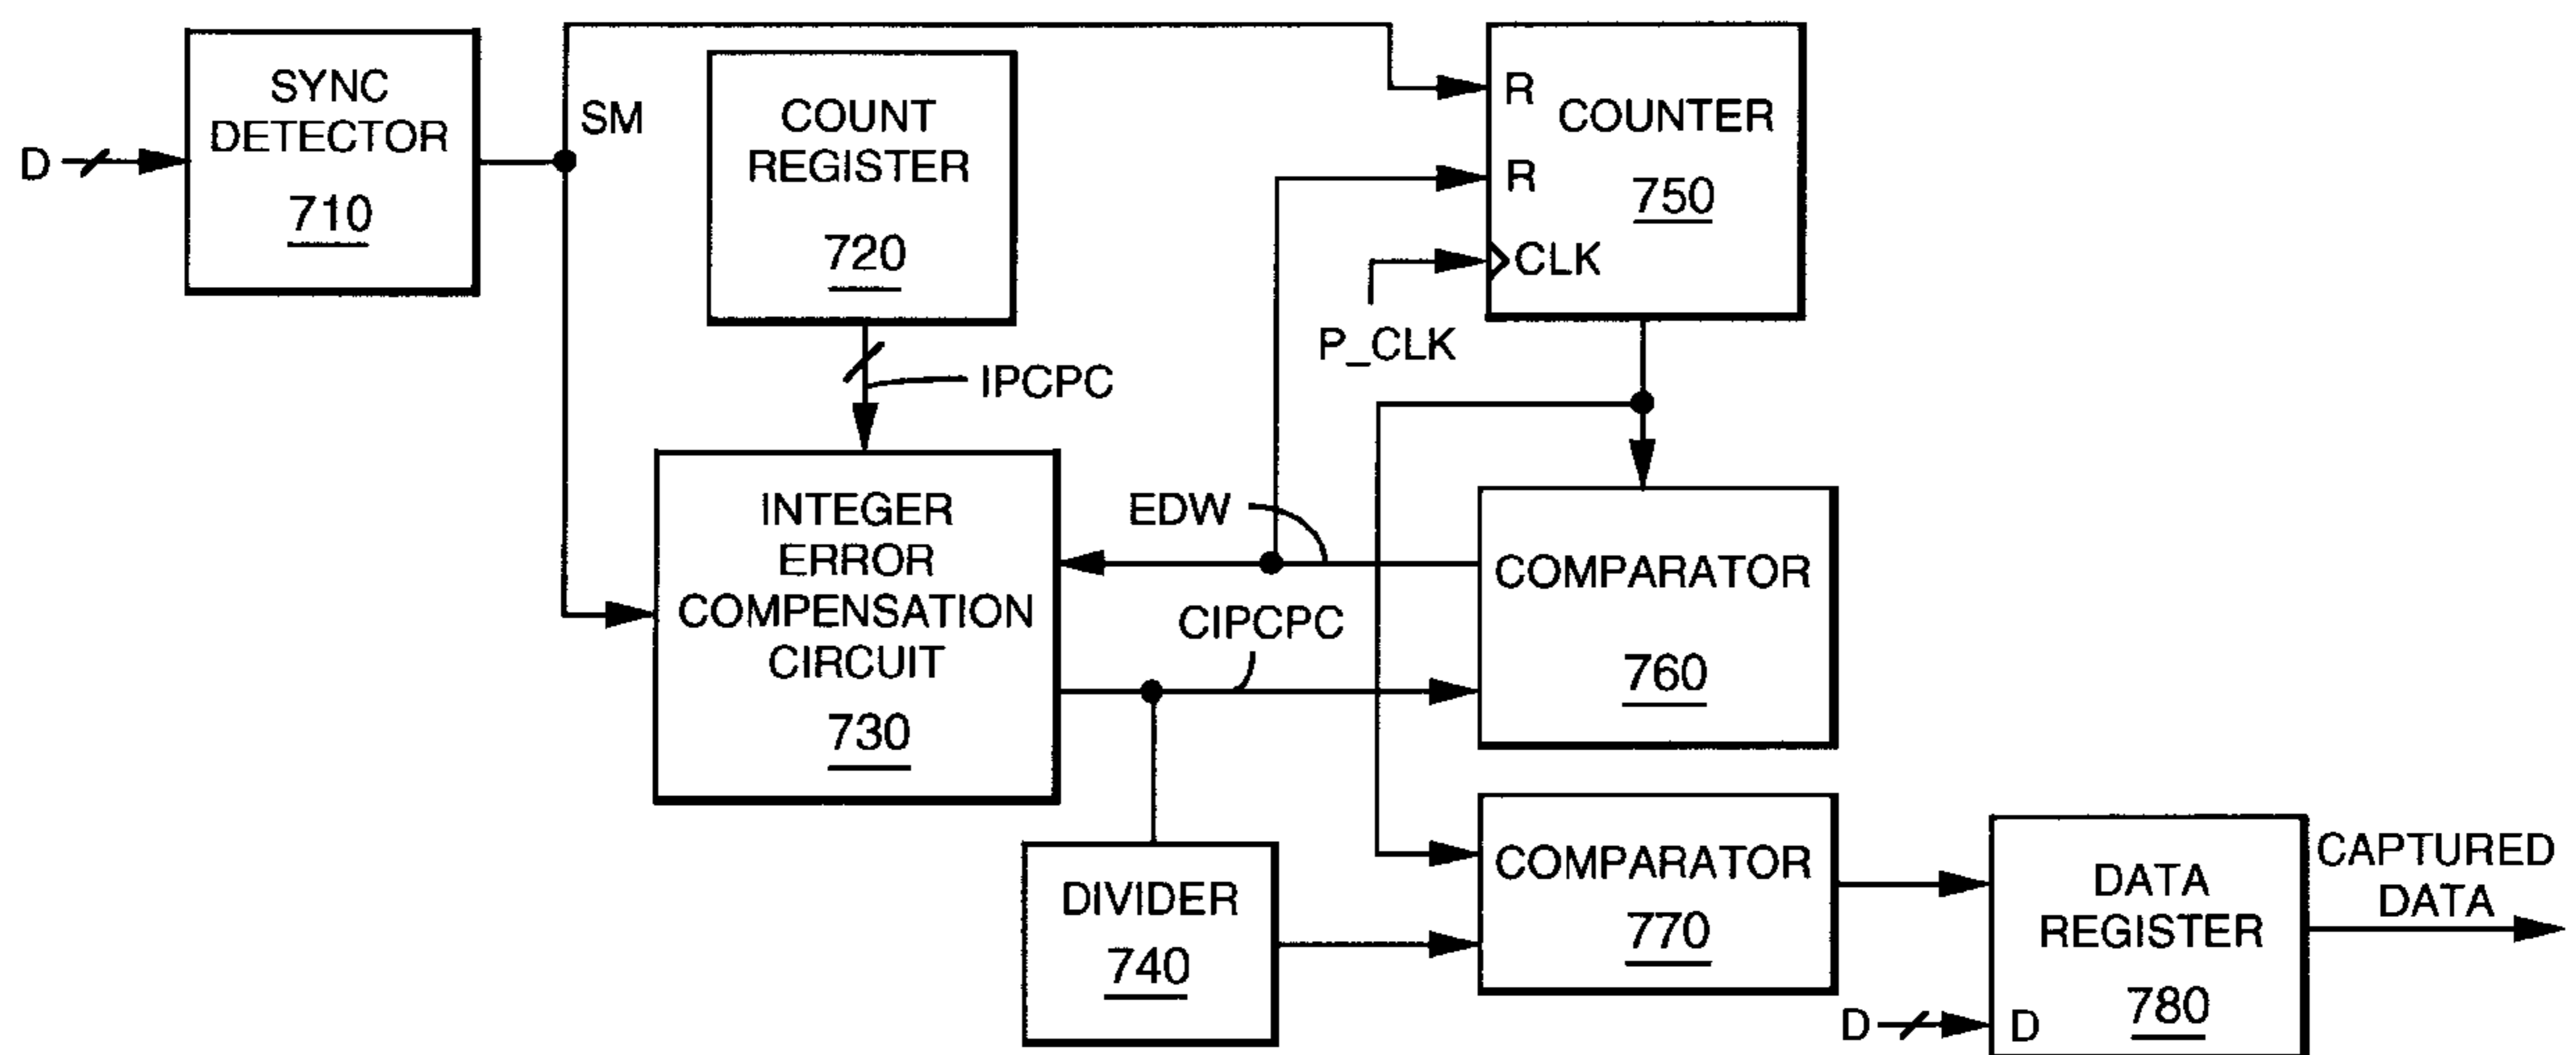 D
SYNC
DETECTOR
710
SM
COUNT
REGISTER
720
IPCPC
R
COUNTER
R
750
CLK
P_CLK
INTEGER
ERROR
COMPENSATION
CIRCUIT
730
EDW
CIPCPC
COMPARATOR
760
DIVIDER
740
COMPARATOR
770
DATA
REGISTER
780
D
D
CAPTURED
DATA